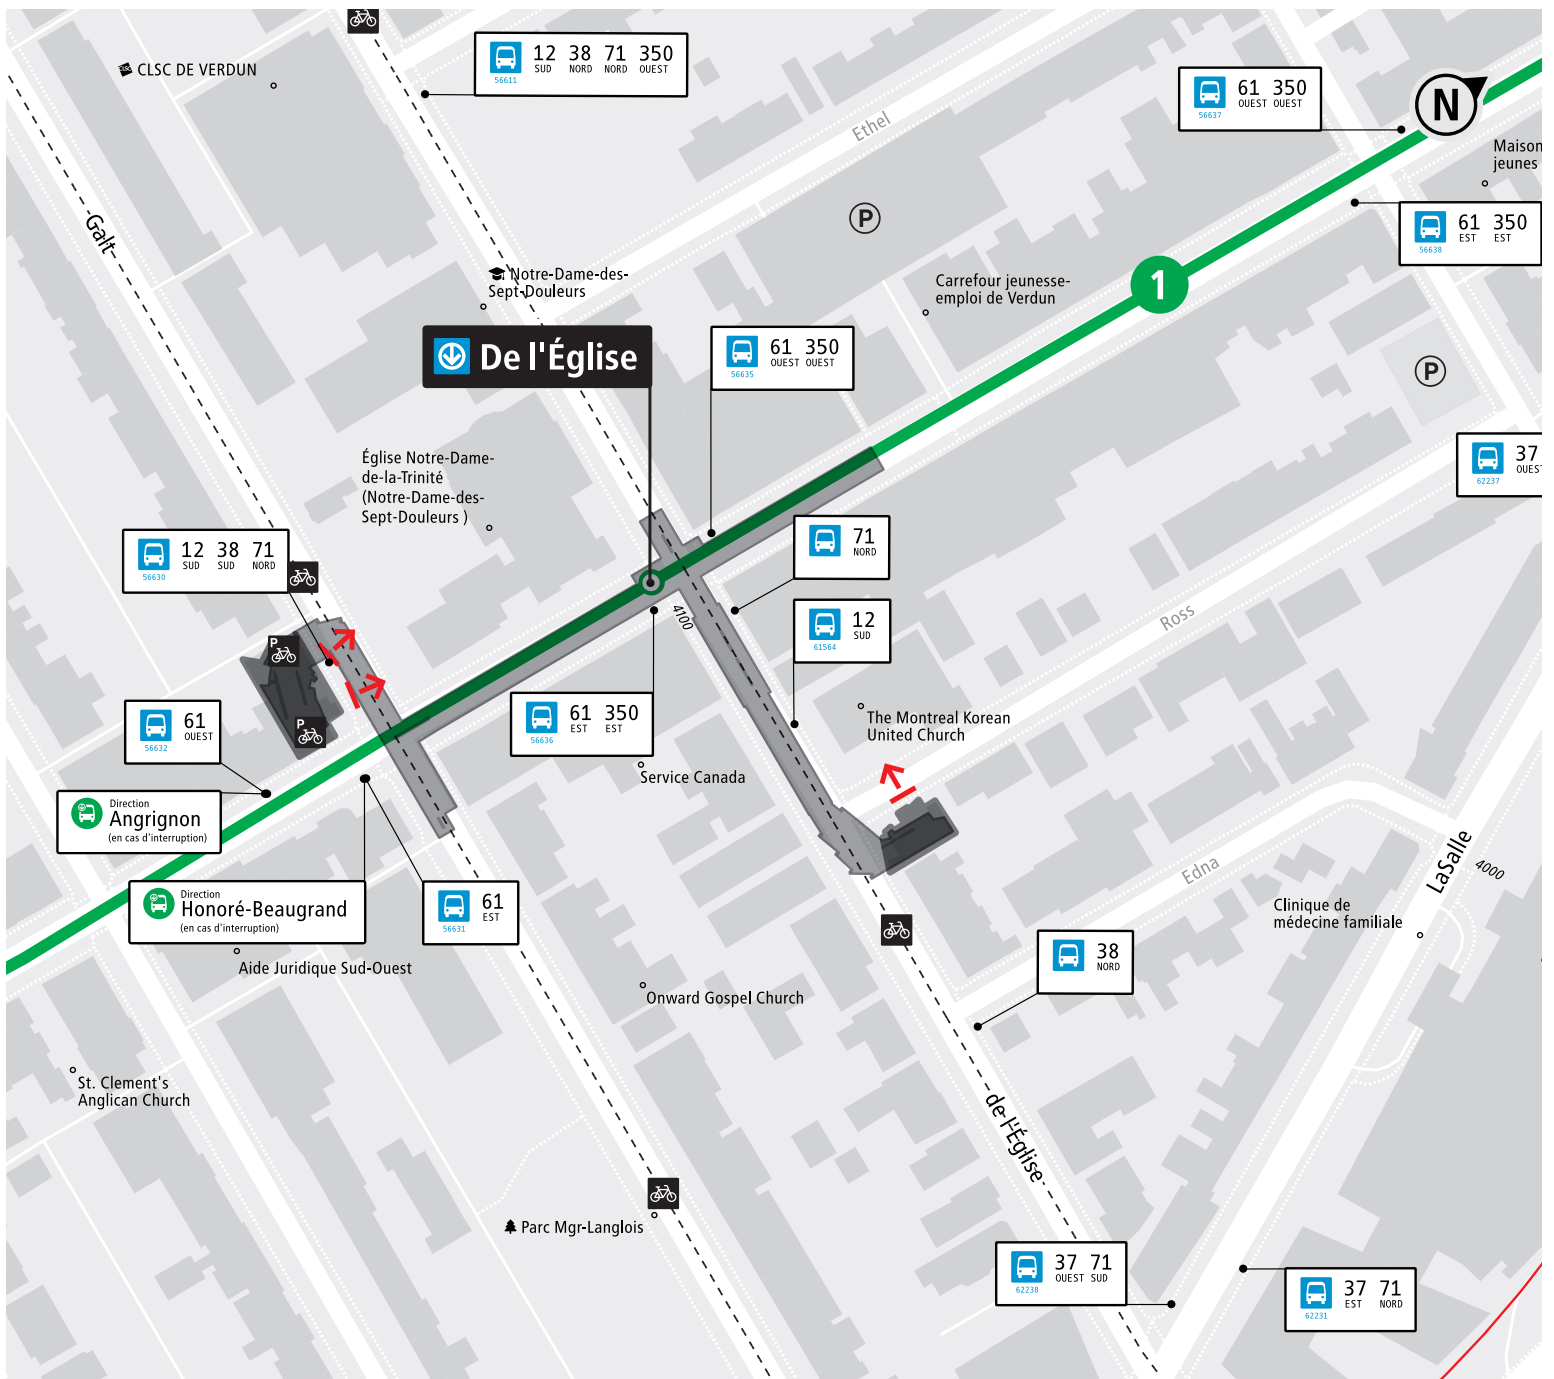 12 38 71 350
SUD NORD NORD OUEST
56611
CLSC
CLSC DE VERDUN
61 350
OUEST OUEST
56637
N
Ethel
Maison
jeunes
P
61 350
EST EST
56638
Galt
Notre-Dame-des-
Sept-Douleurs
Carrefour jeunesse-
emploi de Verdun
1
De l'Église
61 350
OUEST OUEST
56635
P
Église Notre-Dame-
de-la-Trinité
(Notre-Dame-des-
Sept-Douleurs )
37
OUEST
62237
12 38 71
SUD SUD NORD
56630
71
NORD
4100
12
SUD
61564
Ross
P
P
61
OUEST
56632
61 350
EST EST
56636
The Montreal Korean
United Church
Service Canada
Direction
Angrignon
(en cas d'interruption)
Edna
LaSalle
4000
Direction
Honoré-Beaugrand
(en cas d'interruption)
61
EST
56631
Clinique de
médecine familiale
38
NORD
Aide Juridique Sud-Ouest
Onward Gospel Church
St. Clement's
Anglican Church
de l'Église
Parc Mgr-Langlois
37 71
OUEST SUD
62238
37 71
EST NORD
62231